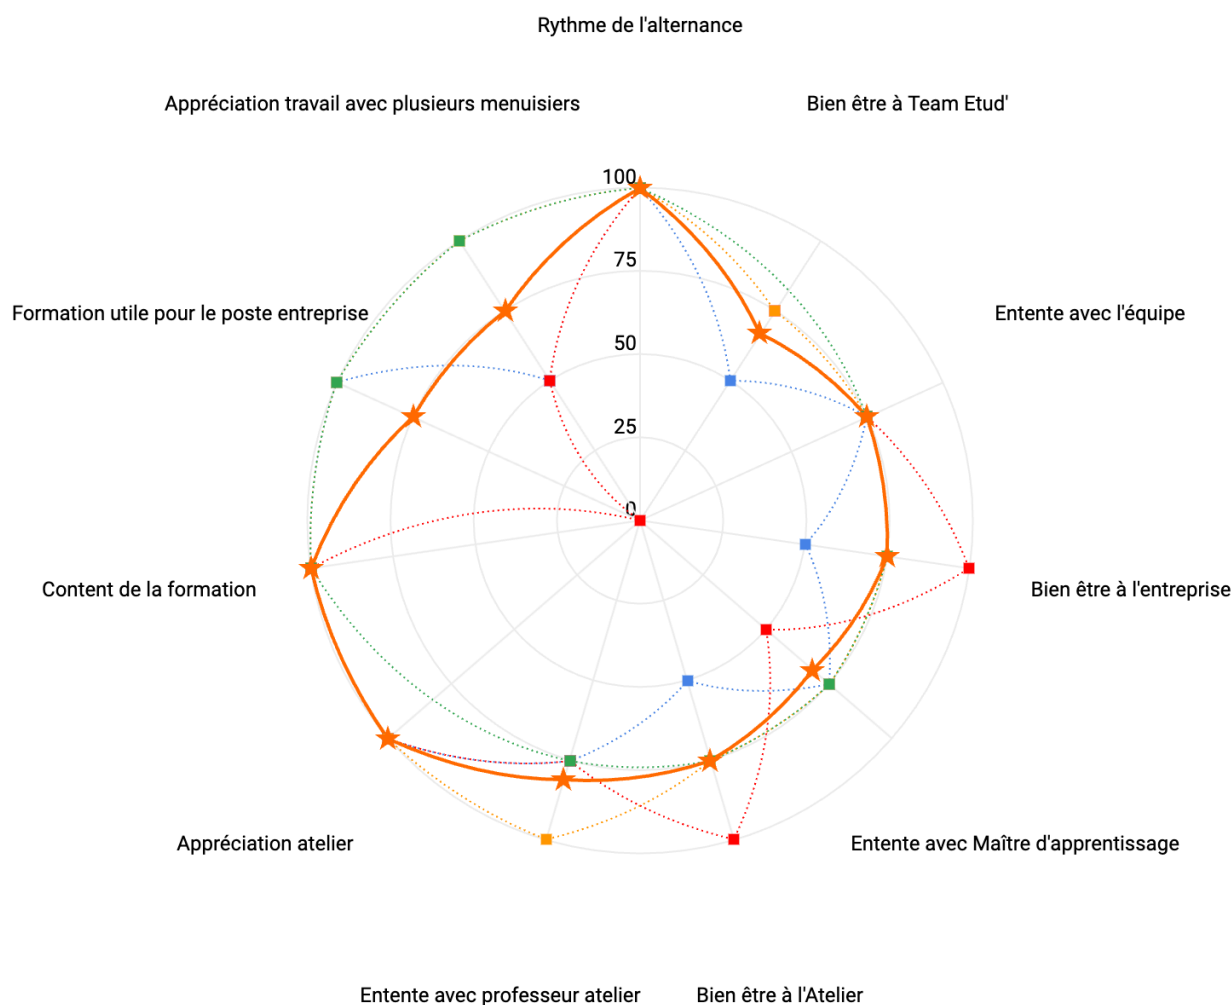 Rythme de l'alternance
Appréciation travail avec plusieurs menuisiers
Bien être à Team Etud'
100
75
Formation utile pour le poste entreprise
Entente avec l'équipe
50
25
0
Content de la formation
Bien être à l'entreprise
Appréciation atelier
Entente avec Maître d'apprentissage
Entente avec professeur atelier
Bien être à l'Atelier